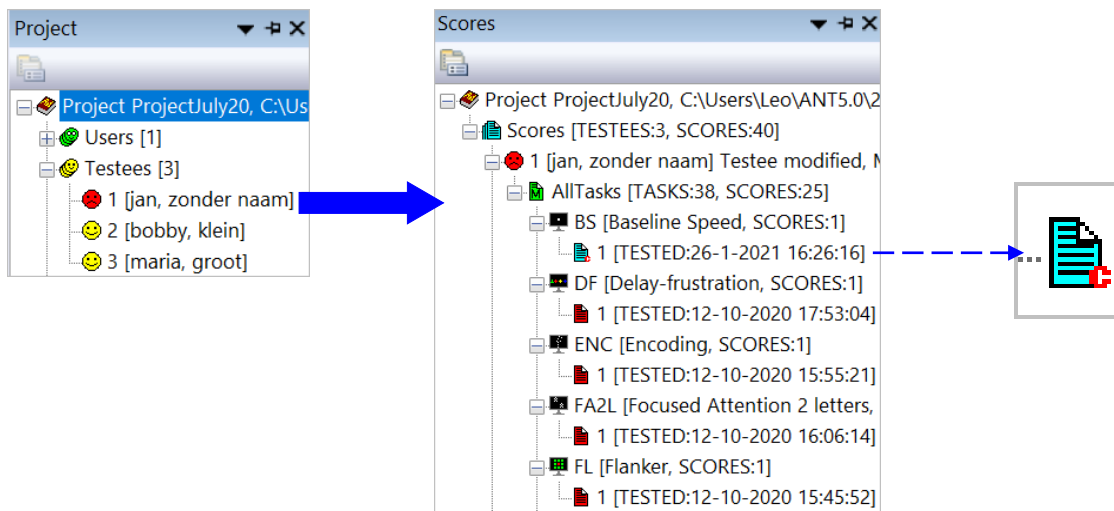 Project
Project ProjectJuly20, C:\Us
Users [1]
Testees [3]
1 [jan, zonder naam]
2 [bobby, klein]
3 [maria, groot]
Scores
Project ProjectJuly20, C:\Users\Leo\ANT5.0\2
Scores [TESTEES:3, SCORES:40]
1 [jan, zonder naam] Testee modified,
M AllTasks [TASKS:38, SCORES:25]
BS [Baseline Speed, SCORES:1]
1 [TESTED:26-1-2021 16:26:16]
DF [Delay-frustration, SCORES:1]
1 [TESTED:12-10-2020 17:53:04]
ENC [Encoding, SCORES:1]
1 [TESTED:12-10-2020 15:55:21]
FA2L [Focused Attention 2 letters,
1 [TESTED:12-10-2020 16:06:14]
FL [Flanker, SCORES:1]
1 [TESTED:12-10-2020 15:45:52]
C